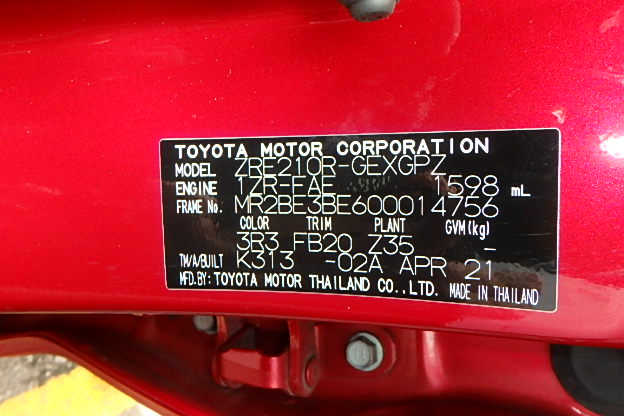 TOYOTA MOTOR CORPORATION
MODEL ZRE210R-GEXGPZ
ENGINE 1ZR-FAE 1598 mL
FRAME No. MR2BE3BE600014756
COLOR TRIM PLANT GVM(kg)
3R3 FB20 Z35 -
TM/A/BUILT K313 -02A APR 21
MFD.BY:TOYOTA MOTOR THAILAND CO.,LTD. MADE IN THAILAND